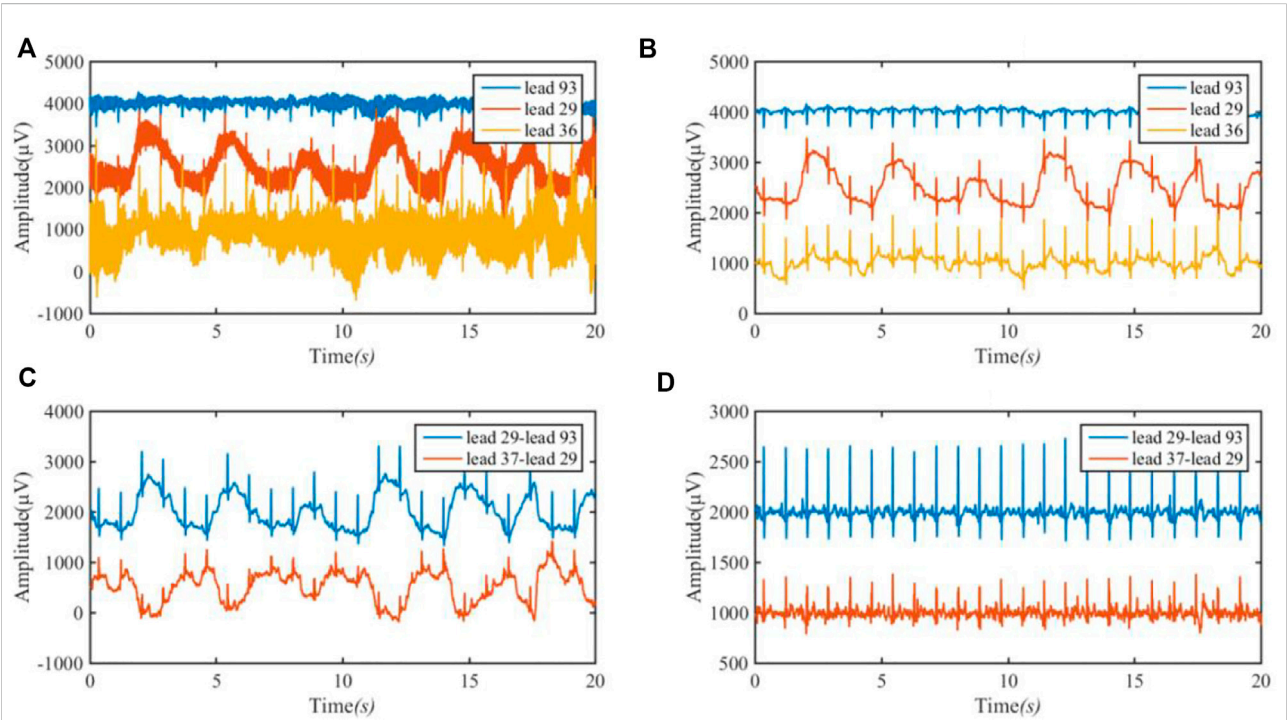 A
5000
4000
3000
2000
1000
0
-1000
Amplitude(µV)
lead 93
lead 29
lead 36
0 5 10 15 20
Time(s)
B
5000
4000
3000
2000
1000
0
Amplitude(µV)
lead 93
lead 29
lead 36
0 5 10 15 20
Time(s)
C
4000
3000
2000
1000
0
-1000
Amplitude(µV)
lead 29-lead 93
lead 37-lead 29
0 5 10 15 20
Time(s)
D
3000
2500
2000
1500
1000
500
Amplitude(µV)
lead 29-lead 93
lead 37-lead 29
0 5 10 15 20
Time(s)